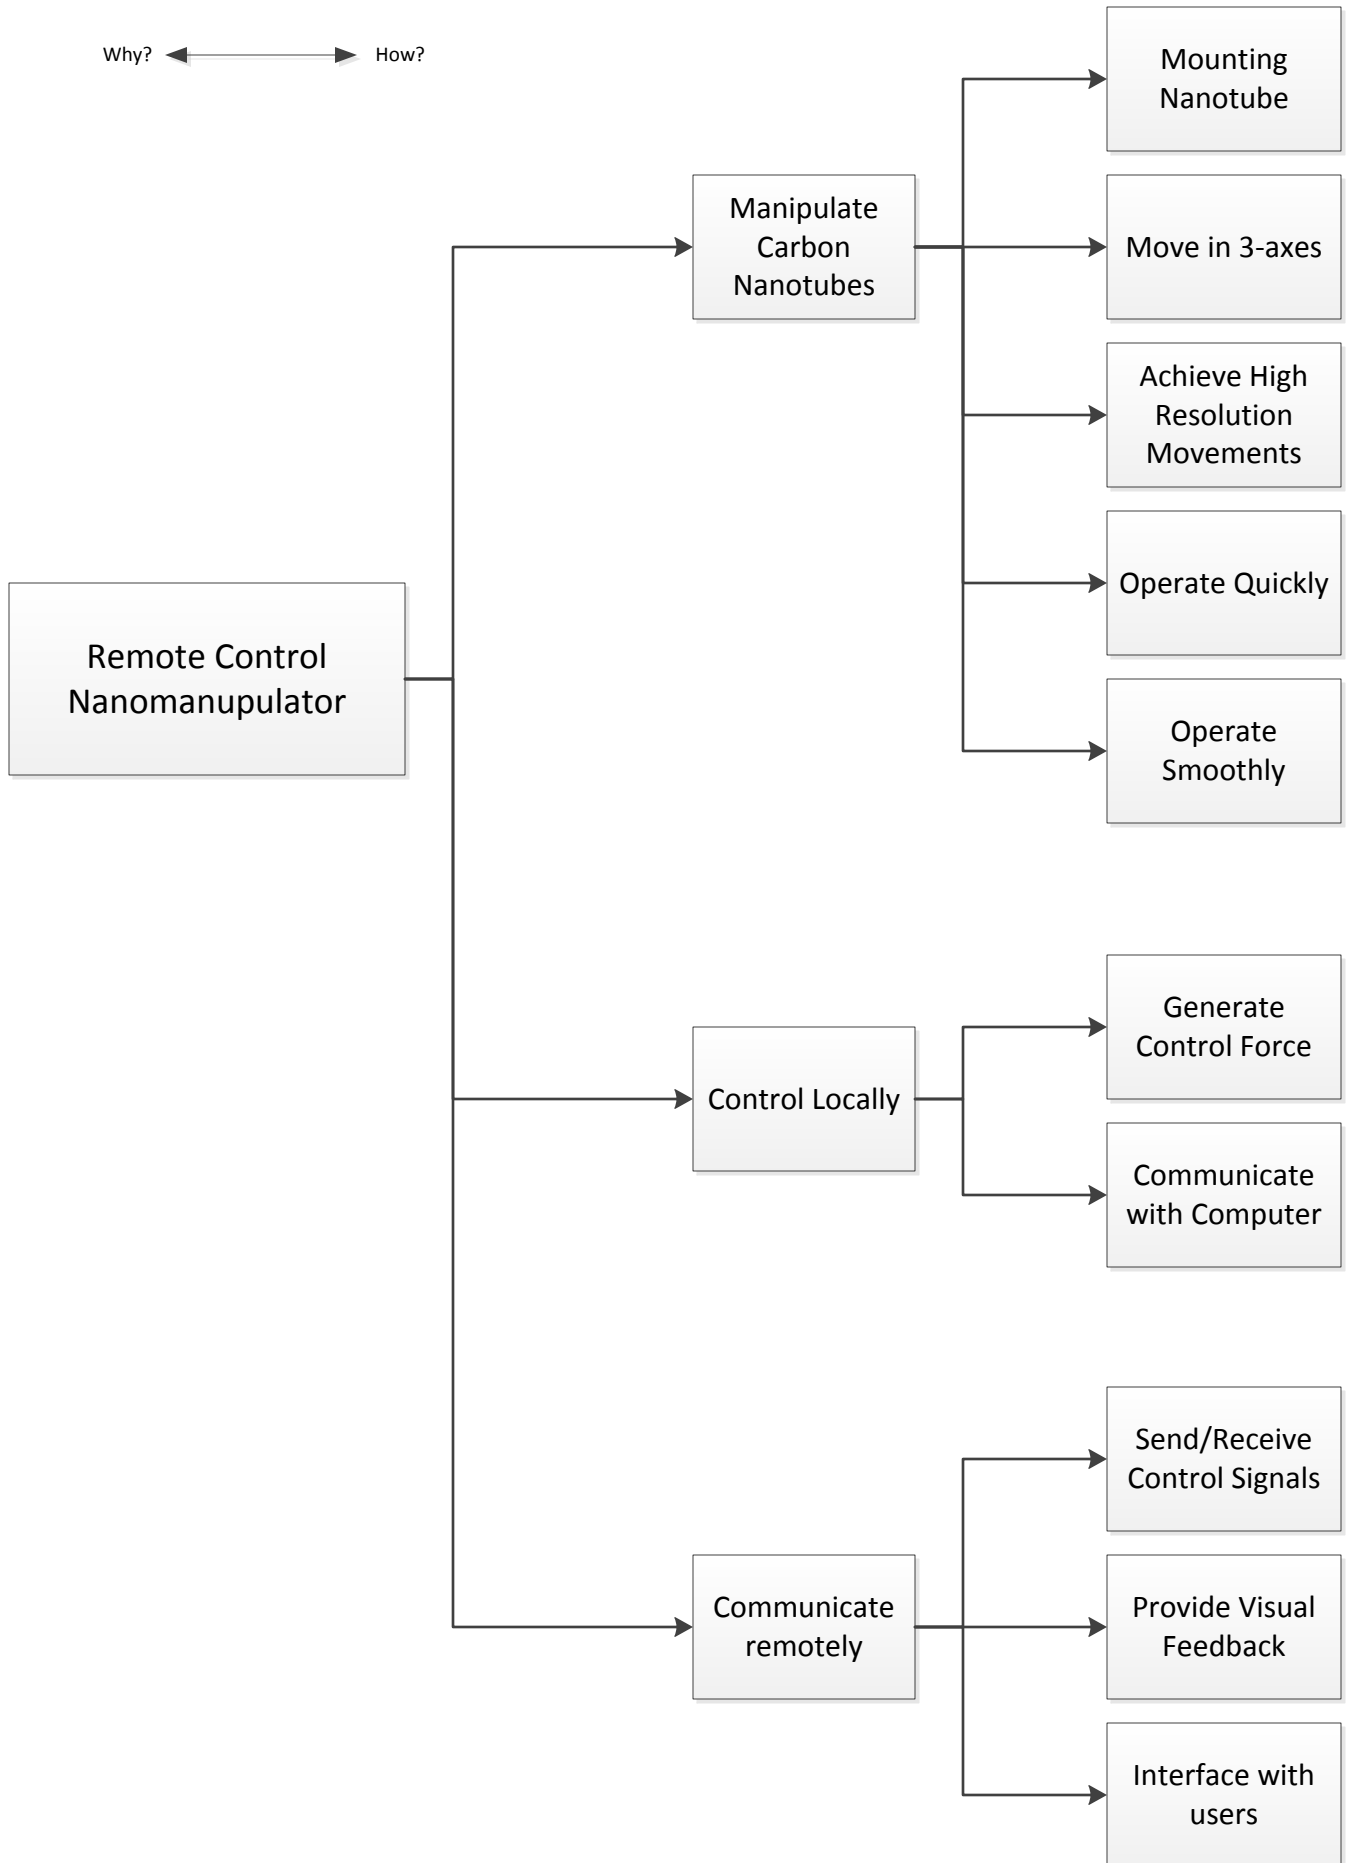 Why?
How?
Mounting
Nanotube
Manipulate
Carbon
Nanotubes
Move in 3-axes
Achieve High
Resolution
Movements
Operate Quickly
Remote Control
Nanomanupulator
Operate
Smoothly
Generate
Control Force
Control Locally
Communicate
with Computer
Send/Receive
Control Signals
Communicate
remotely
Provide Visual
Feedback
Interface with
users